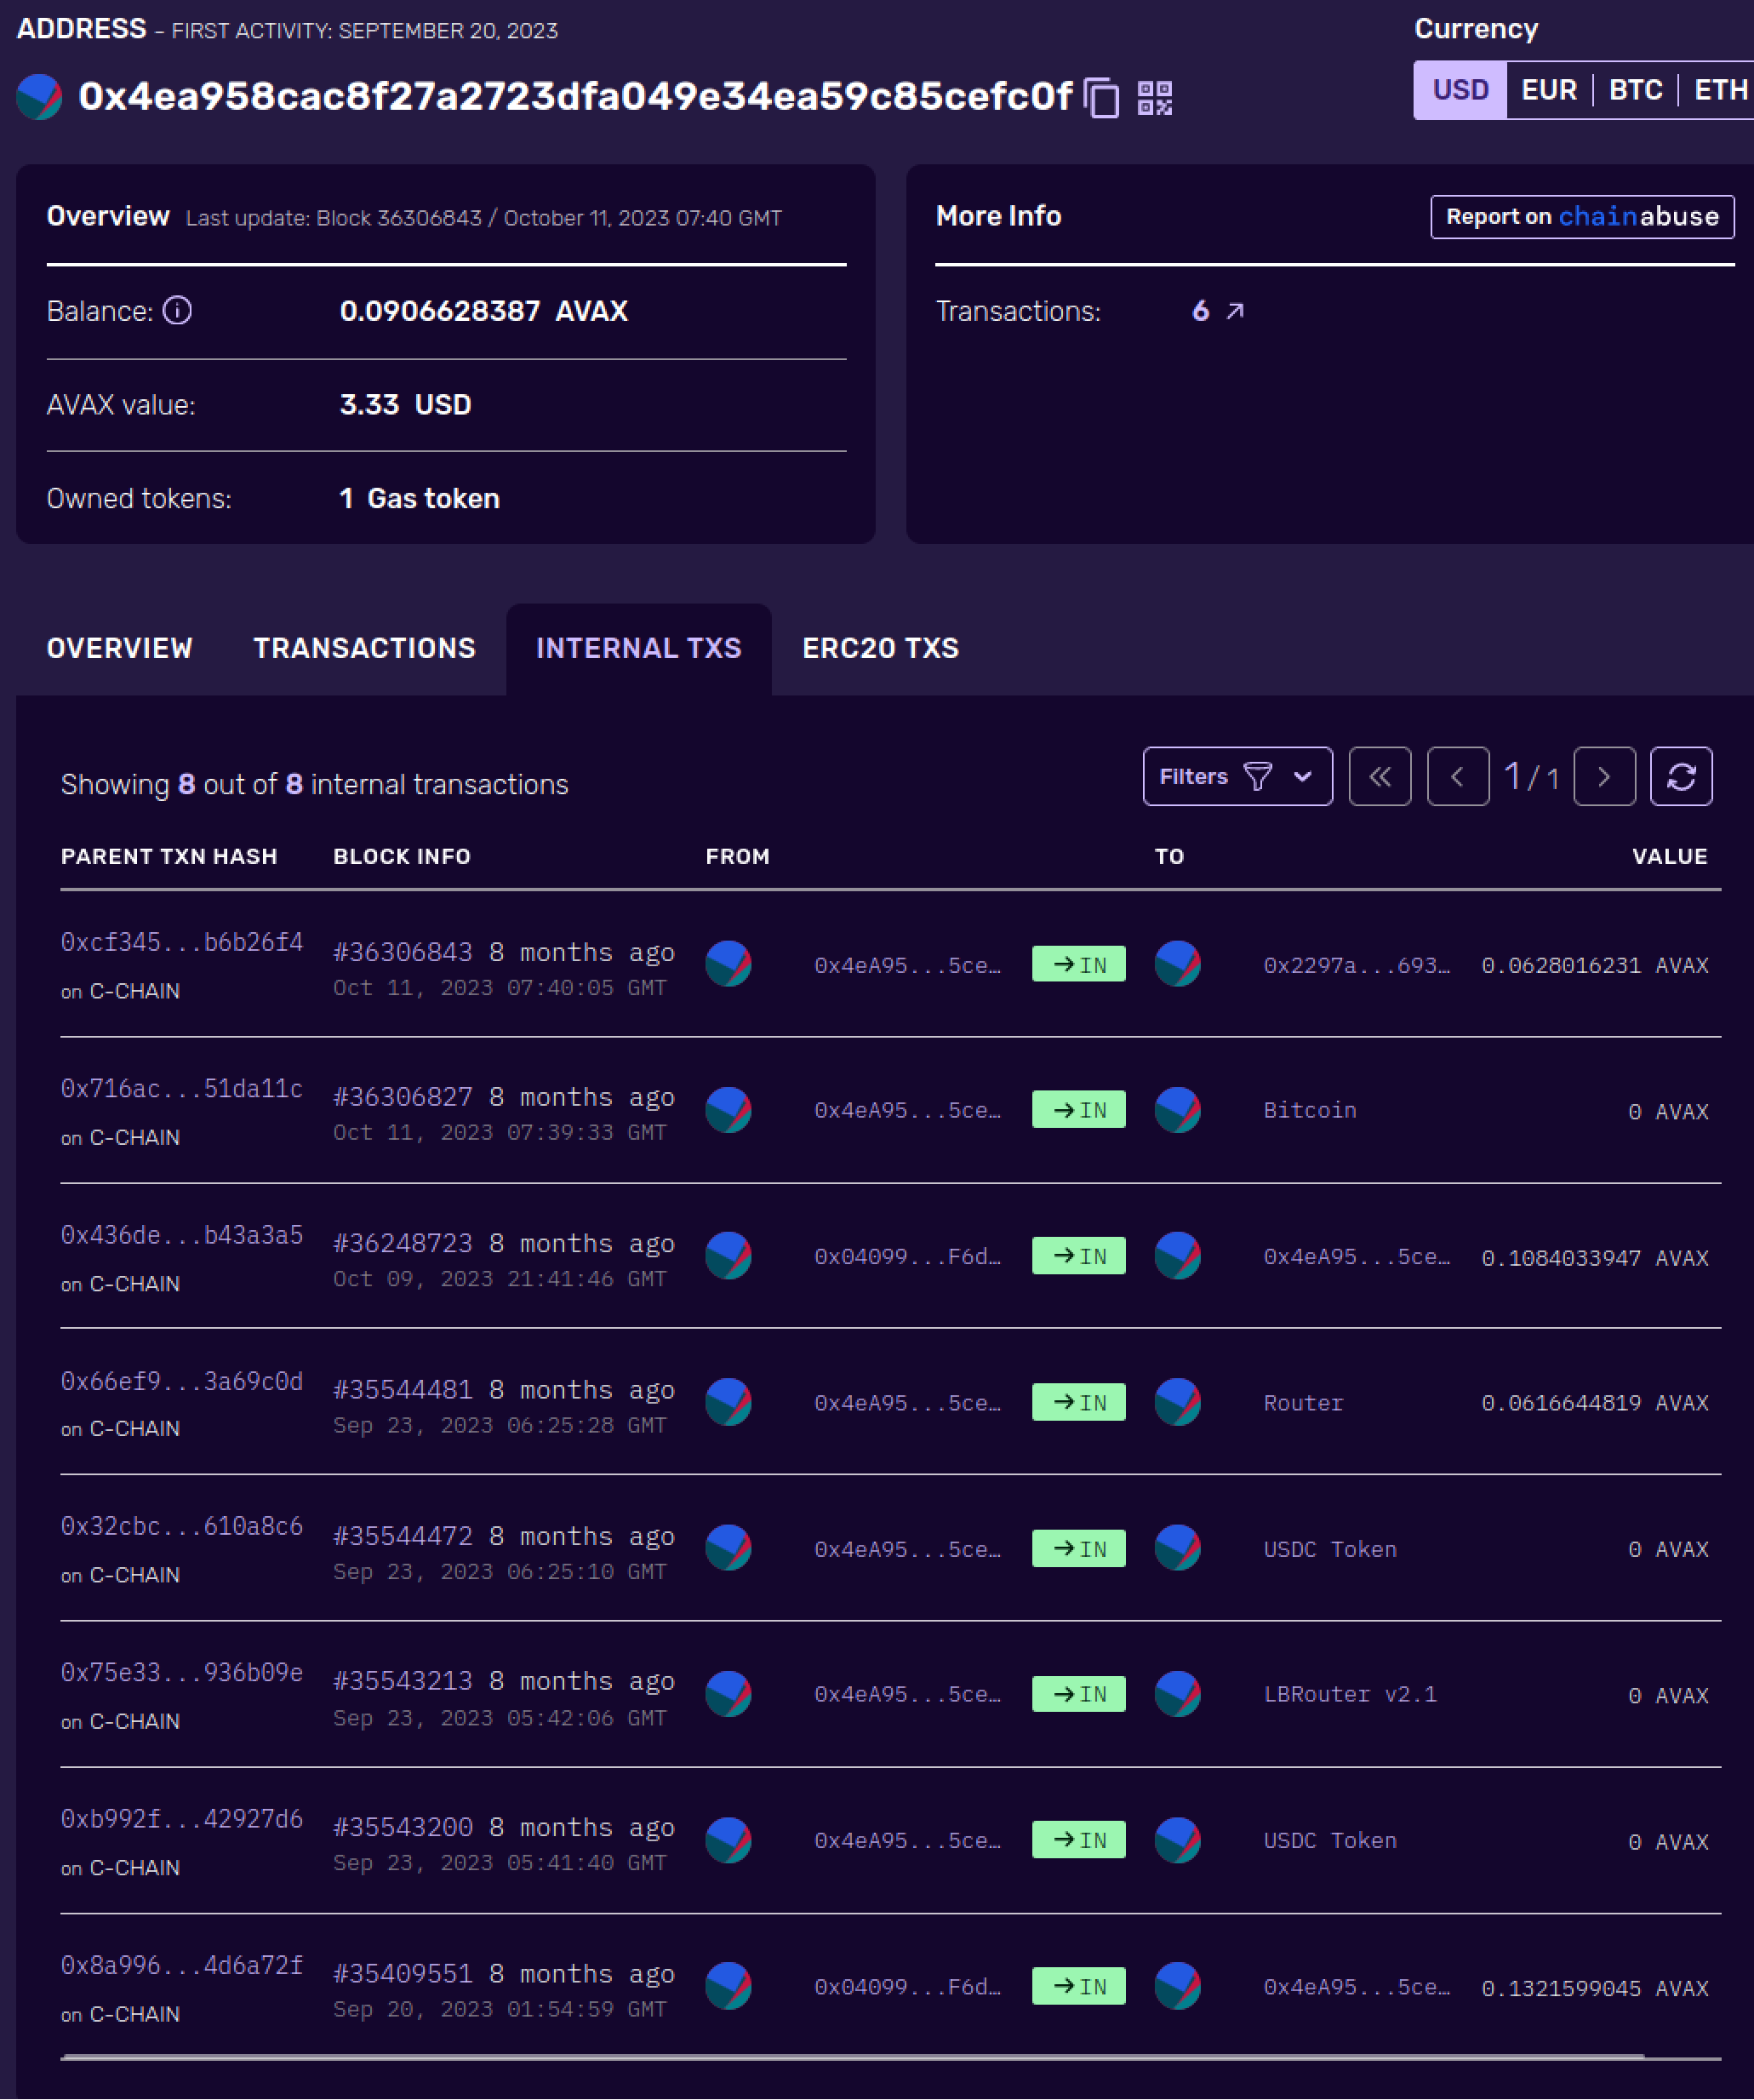 ADDRESS - FIRST ACTIVITY: SEPTEMBER 20, 2023
Currency
0x4ea958cac8f27a2723dfa049e34ea59c85cefc0f
USD EUR BTC ETH
Overview Last update: Block 36306843 / October 11, 2023 07:40 GMT
Balance: 0.0906628387 AVAX
AVAX value: 3.33 USD
Owned tokens: 1 Gas token
More Info
Report on chainabuse
Transactions: 6
OVERVIEW TRANSACTIONS INTERNAL TXS ERC20 TXS
Showing 8 out of 8 internal transactions
Filters 1 / 1
PARENT TXN HASH BLOCK INFO FROM TO VALUE
0xcf345...b6b26f4 #36306843 8 months ago 0x4eA95...5ce… IN 0x2297a...693… 0.0628016231 AVAX
on C-CHAIN Oct 11, 2023 07:40:05 GMT
0x716ac...51da11c #36306827 8 months ago 0x4eA95...5ce… IN Bitcoin 0 AVAX
on C-CHAIN Oct 11, 2023 07:39:33 GMT
0x436de...b43a3a5 #36248723 8 months ago 0x04099...F6d… IN 0x4eA95...5ce… 0.1084033947 AVAX
on C-CHAIN Oct 09, 2023 21:41:46 GMT
0x66ef9...3a69c0d #35544481 8 months ago 0x4eA95...5ce… IN Router 0.0616644819 AVAX
on C-CHAIN Sep 23, 2023 06:25:28 GMT
0x32cbc...610a8c6 #35544472 8 months ago 0x4eA95...5ce… IN USDC Token 0 AVAX
on C-CHAIN Sep 23, 2023 06:25:10 GMT
0x75e33...936b09e #35543213 8 months ago 0x4eA95...5ce… IN LBRouter v2.1 0 AVAX
on C-CHAIN Sep 23, 2023 05:42:06 GMT
0xb992f...42927d6 #35543200 8 months ago 0x4eA95...5ce… IN USDC Token 0 AVAX
on C-CHAIN Sep 23, 2023 05:41:40 GMT
0x8a996...4d6a72f #35409551 8 months ago 0x04099...F6d… IN 0x4eA95...5ce… 0.1321599045 AVAX
on C-CHAIN Sep 20, 2023 01:54:59 GMT